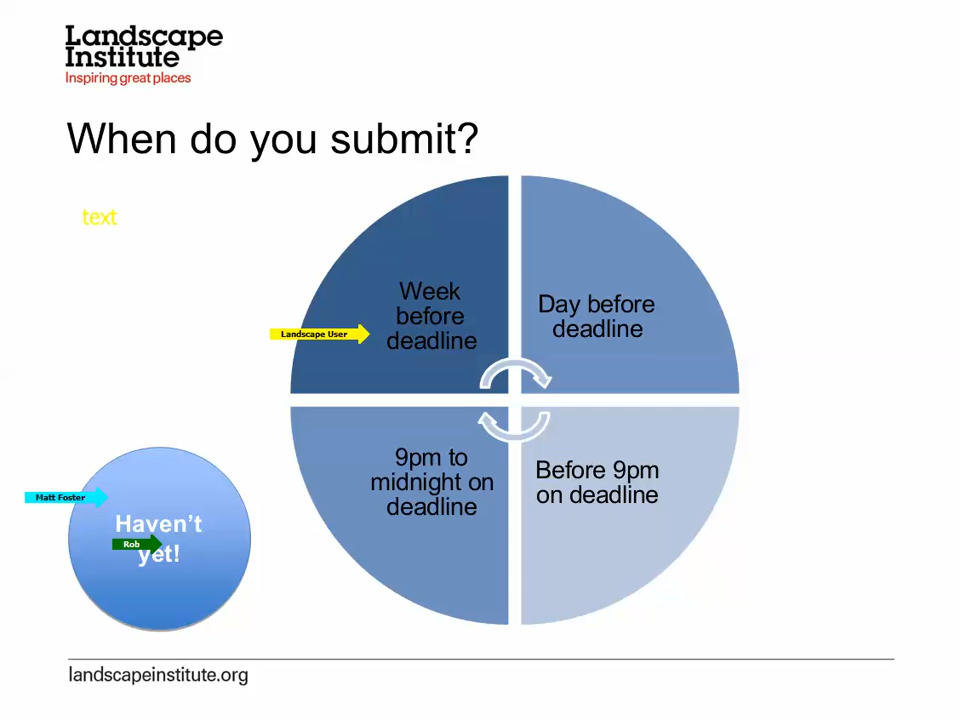 Landscape
Institute
Inspiring great places
When do you submit?
text
Week
before
deadline
Day before
deadline
Landscape User
9pm to
midnight on
deadline
Before 9pm
on deadline
Matt Foster
Haven't
Rob
yet!
landscapeinstitute.org